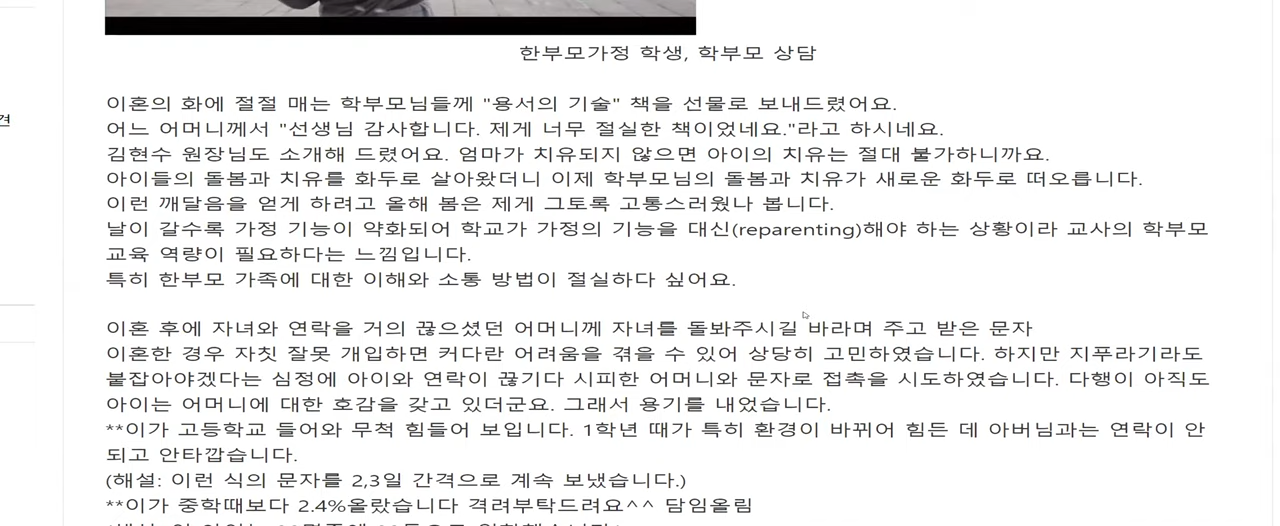 한부모가정 학생, 학부모 상담
이혼의 화에 절절 매는 학부모님들께 "용서의 기술" 책을 선물로 보내드렸어요.
어느 어머니께서 "선생님 감사합니다. 제게 너무 절실한 책이었네요."라고 하시네요.
김현수 원장님도 소개해 드렸어요. 엄마가 치유되지 않으면 아이의 치유는 절대 불가하니까요.
아이들의 돌봄과 치유를 화두로 살아왔더니 이제 학부모님의 돌봄과 치유가 새로운 화두로 떠오릅니다.
이런 깨달음을 얻게 하려고 올해 봄은 제게 그토록 고통스러웠나 봅니다.
날이 갈수록 가정 기능이 약화되어 학교가 가정의 기능을 대신(reparenting)해야 하는 상황이라 교사의 학부모
교육 역량이 필요하다는 느낌입니다.
특히 한부모 가족에 대한 이해와 소통 방법이 절실하다 싶어요.
이혼 후에 자녀와 연락을 거의 끊으셨던 어머니께 자녀를 돌봐주시길 바라며 주고 받은 문자
이혼한 경우 자칫 잘못 개입하면 커다란 어려움을 겪을 수 있어 상당히 고민하였습니다. 하지만 지푸라기라도
붙잡아야겠다는 심정에 아이와 연락이 끊기다 시피한 어머니와 문자로 접촉을 시도하였습니다. 다행이 아직도
아이는 어머니에 대한 호감을 갖고 있더군요. 그래서 용기를 내었습니다.
**이가 고등학교 들어와 무척 힘들어 보입니다. 1학년 때가 특히 환경이 바뀌어 힘든 데 아버님과는 연락이 안
되고 안타깝습니다.
(해설: 이런 식의 문자를 2,3일 간격으로 계속 보냈습니다.)
**이가 중학때보다 2.4%올랐습니다 격려부탁드려요^^ 담임올림
견